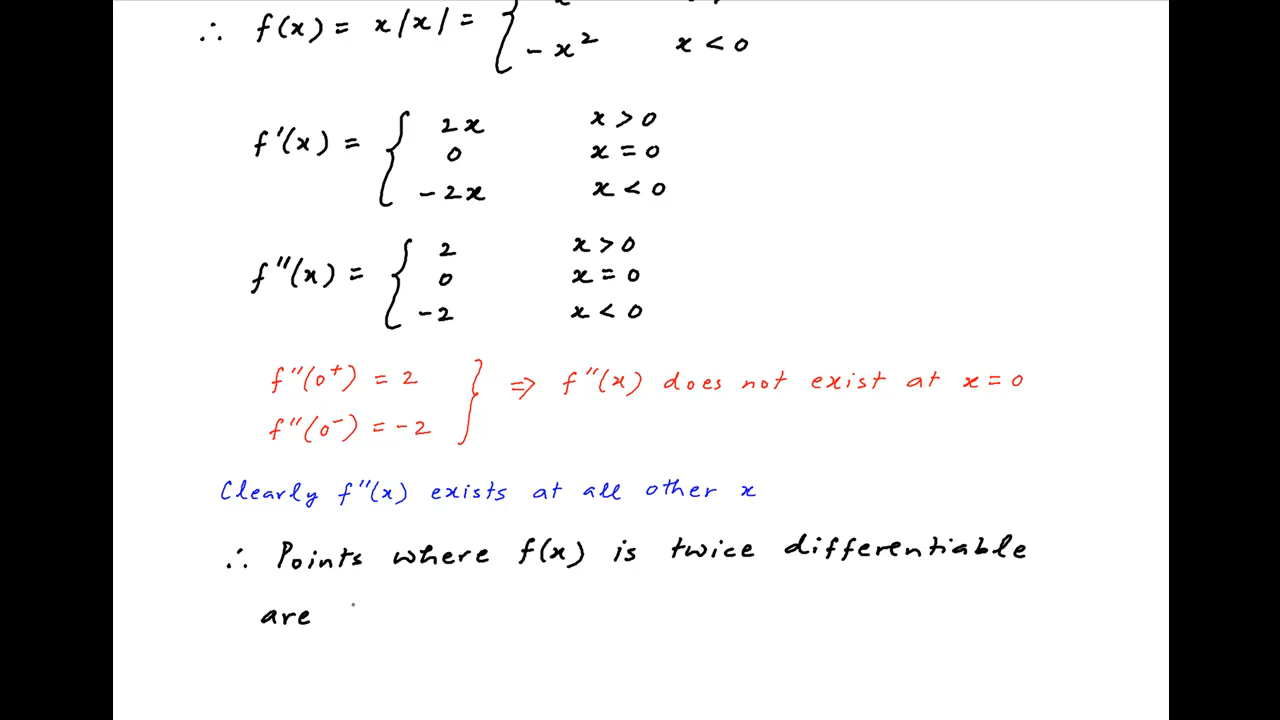 ∴ f(x) = x|x| = {
- x² x < 0
f'(x) = { 2x x > 0
0 x = 0
- 2x x < 0
f''(x) = { 2 x > 0
0 x = 0
-2 x < 0
f''(0⁺) = 2 } ⇒ f''(x) does not exist at x = 0
f''(0⁻) = -2
Clearly f''(x) exists at all other x
∴ Points where f(x) is twice differentiable
are